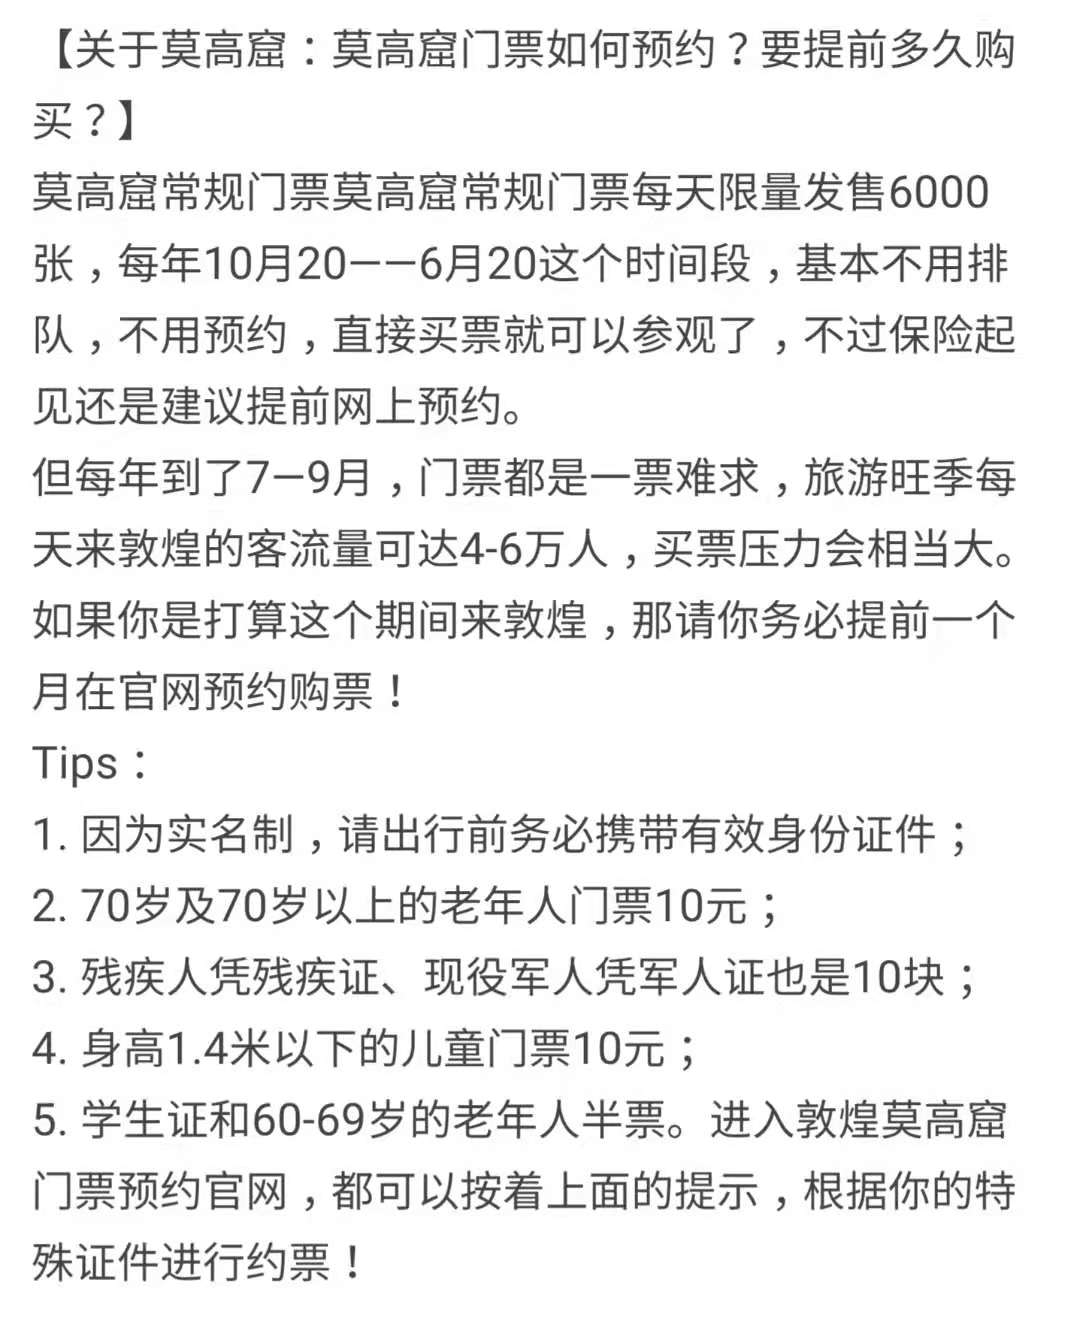 【关于莫高窟：莫高窟门票如何预约？要提前多久购
买？】
莫高窟常规门票莫高窟常规门票每天限量发售6000
张，每年10月20——6月20这个时间段，基本不用排
队，不用预约，直接买票就可以参观了，不过保险起
见还是建议提前网上预约。
但每年到了7—9月，门票都是一票难求，旅游旺季每
天来敦煌的客流量可达4-6万人，买票压力会相当大。
如果你是打算这个期间来敦煌，那请你务必提前一个
月在官网预约购票！
Tips：
1. 因为实名制，请出行前务必携带有效身份证件；
2. 70岁及70岁以上的老年人门票10元；
3. 残疾人凭残疾证、现役军人凭军人证也是10块；
4. 身高1.4米以下的儿童门票10元；
5. 学生证和60-69岁的老年人半票。进入敦煌莫高窟
门票预约官网，都可以按着上面的提示，根据你的特
殊证件进行约票！